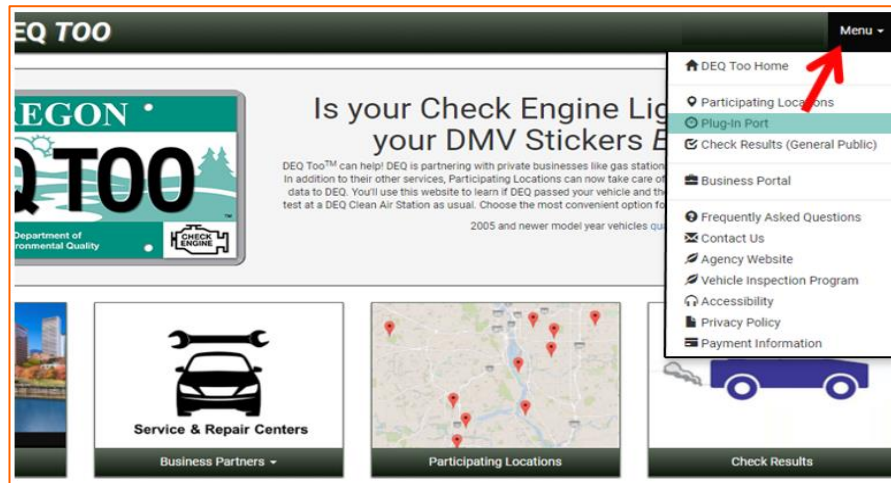 EQ TOO
Menu
DEQ Too Home
Participating Locations
Plug-In Port
Check Results (General Public)
Business Portal
Frequently Asked Questions
Contact Us
Agency Website
Vehicle Inspection Program
Accessibility
Privacy Policy
Payment Information
EGON
Q TOO
TM
Department of
ronmental Quality
CHECK
ENGINE
Is your Check Engine Lig
your DMV Stickers E
DEQ Too™ can help! DEQ is partnering with private businesses like gas station
In addition to their other services, Participating Locations can now take care of
data to DEQ. You'll use this website to learn if DEQ passed your vehicle and the
test at a DEQ Clean Air Station as usual. Choose the most convenient option fo
2005 and newer model year vehicles qu
Service & Repair Centers
Business Partners
Participating Locations
Check Results